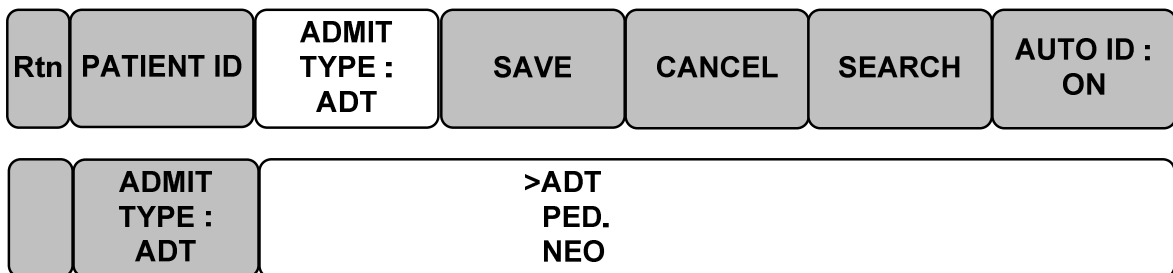 Rtn
PATIENT ID
ADMIT
TYPE :
ADT
SAVE
CANCEL
SEARCH
AUTO ID :
ON
ADMIT
TYPE :
ADT
>ADT
PED.
NEO